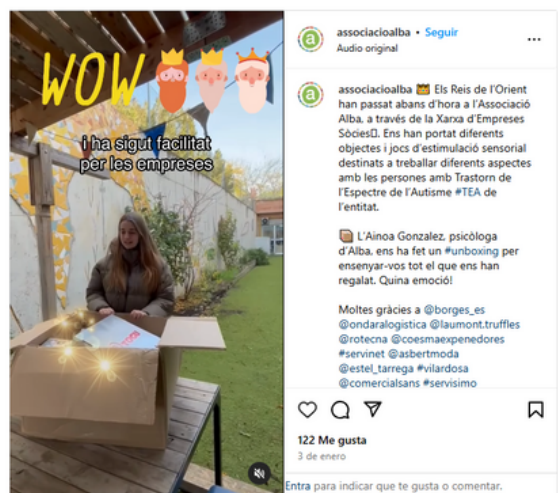 WOW
i ha sigut facilitat
per les empreses
associacioalba • Seguir
Audio original
associacioalba 👑 Els Reis de l'Orient
han passat abans d'hora a l'Associació
Alba, a través de la Xarxa d'Empreses
Sòcies. Ens han portat diferents
objectes i jocs d'estimulació sensorial
destinats a treballar diferents aspectes
amb les persones amb Trastorn de
l'Espectre de l'Autisme #TEA de
l'entitat.
L'Ainoa Gonzalez, psicòloga
d'Alba, ens ha fet un #unboxing per
ensenyar-vos tot el que ens han
regalat. Quina emoció!
Moltes gràcies a @borges_es
@ondaralogistica @laumont.truffles
@rotecna @coesmaexpenedores
#servinet @asbertmoda
@estel_tarrega #vilardosa
@comercialsans #servisimo
122 Me gusta
3 de enero
Entra para indicar que te gusta o comentar.